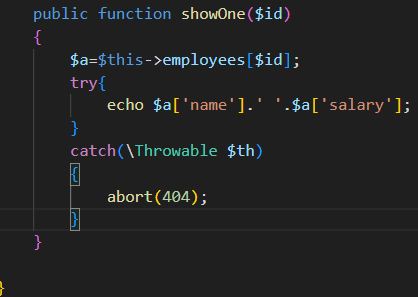 public function showOne($id)
{
$a=$this->employees[$id];
try{
echo $a['name'].' '.$a['salary'];
}
catch(\Throwable $th)
{
abort(404);
}
}
}